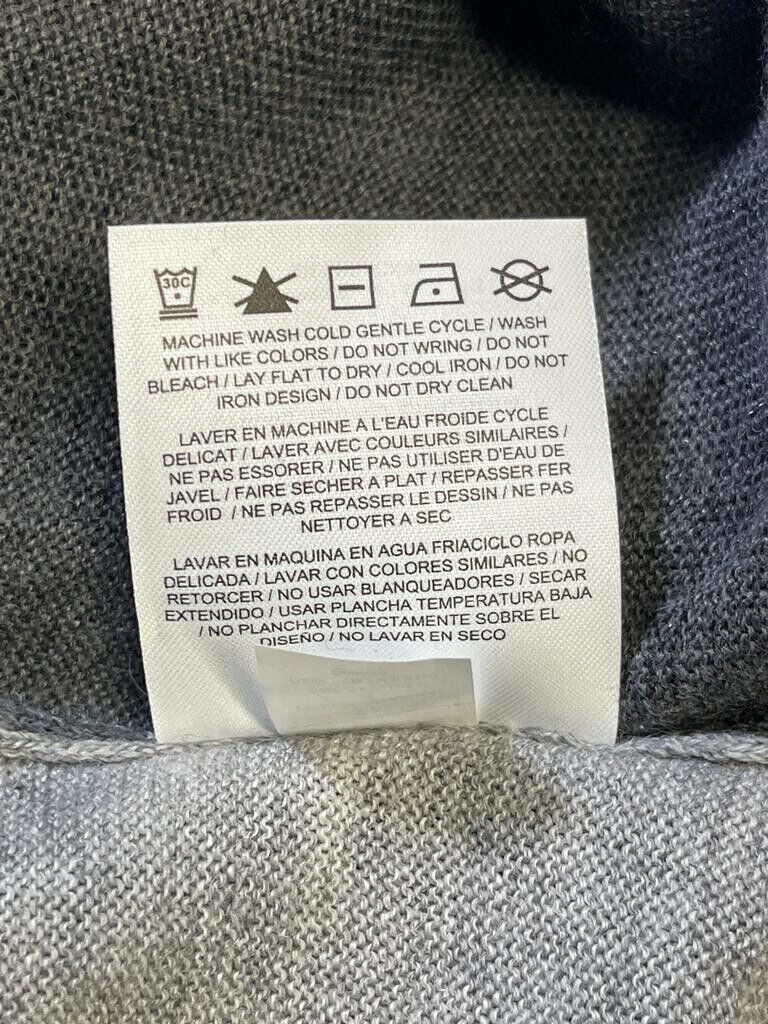 30C
MACHINE WASH COLD GENTLE CYCLE / WASH
WITH LIKE COLORS / DO NOT WRING / DO NOT
BLEACH / LAY FLAT TO DRY / COOL IRON / DO NOT
IRON DESIGN / DO NOT DRY CLEAN
LAVER EN MACHINE A L'EAU FROIDE CYCLE
DELICAT / LAVER AVEC COULEURS SIMILAIRES /
NE PAS ESSORER / NE PAS UTILISER D'EAU DE
JAVEL / FAIRE SECHER A PLAT / REPASSER FER
FROID / NE PAS REPASSER LE DESSIN / NE PAS
NETTOYER A SEC
LAVAR EN MAQUINA EN AGUA FRIACICLO ROPA
DELICADA / LAVAR CON COLORES SIMILARES / NO
RETORCER / NO USAR BLANQUEADORES / SECAR
EXTENDIDO / USAR PLANCHA TEMPERATURA BAJA
/ NO PLANCHAR DIRECTAMENTE SOBRE EL
DISEÑO / NO LAVAR EN SECO